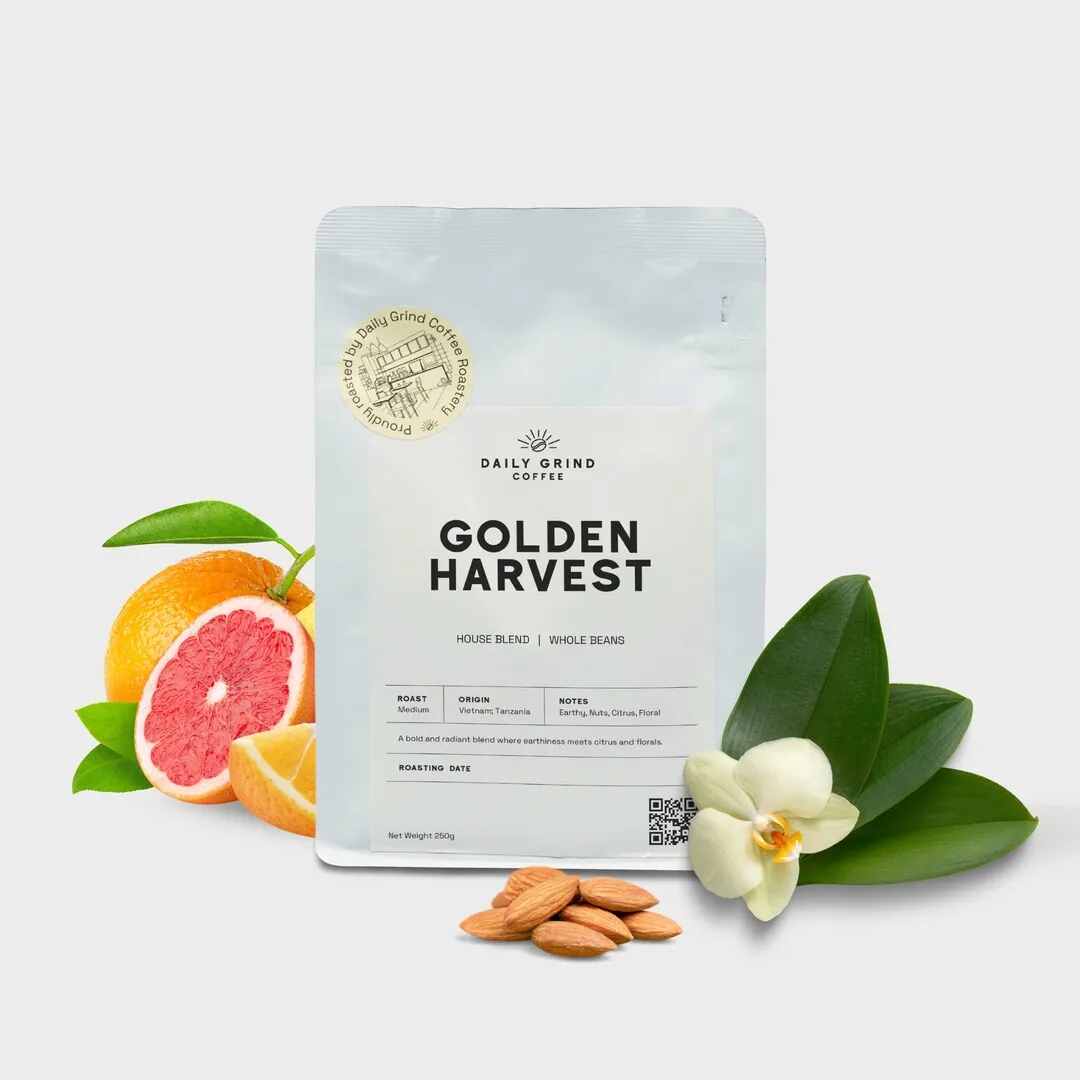 Proudly roasted by Daily Grind Coffee Roastery
DAILY GRIND
COFFEE
GOLDEN
HARVEST
HOUSE BLEND | WHOLE BEANS
ROAST
Medium
ORIGIN
Vietnam; Tanzania
NOTES
Earthy, Nuts, Citrus, Floral
A bold and radiant blend where earthiness meets citrus and florals.
ROASTING DATE
Net Weight 250g